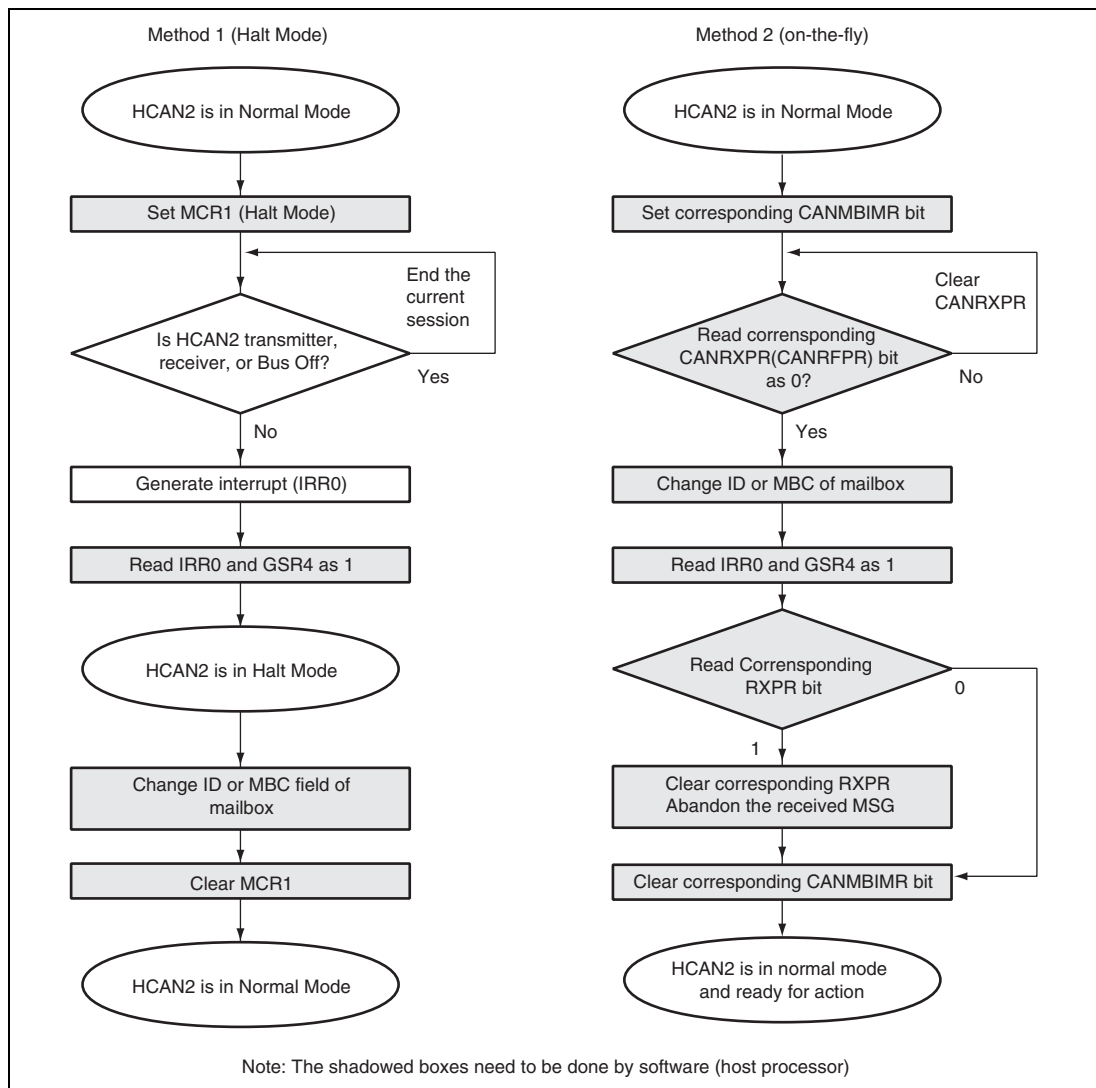 Method 1 (Halt Mode)
HCAN2 is in Normal Mode
Set MCR1 (Halt Mode)
End the
current
session
Is HCAN2 transmitter,
receiver, or Bus Off?
Yes
No
Generate interrupt (IRR0)
Read IRR0 and GSR4 as 1
HCAN2 is in Halt Mode
Change ID or MBC field of
mailbox
Clear MCR1
HCAN2 is in Normal Mode
Method 2 (on-the-fly)
HCAN2 is in Normal Mode
Set corresponding CANMBIMR bit
Clear
CANRXPR
Read corrensponding
CANRXPR(CANRFPR) bit
as 0?
No
Yes
Change ID or MBC of mailbox
Read IRR0 and GSR4 as 1
Read Corrensponding
RXPR bit
0
1
Clear corresponding RXPR
Abandon the received MSG
Clear corresponding CANMBIMR bit
HCAN2 is in normal mode
and ready for action
Note: The shadowed boxes need to be done by software (host processor)